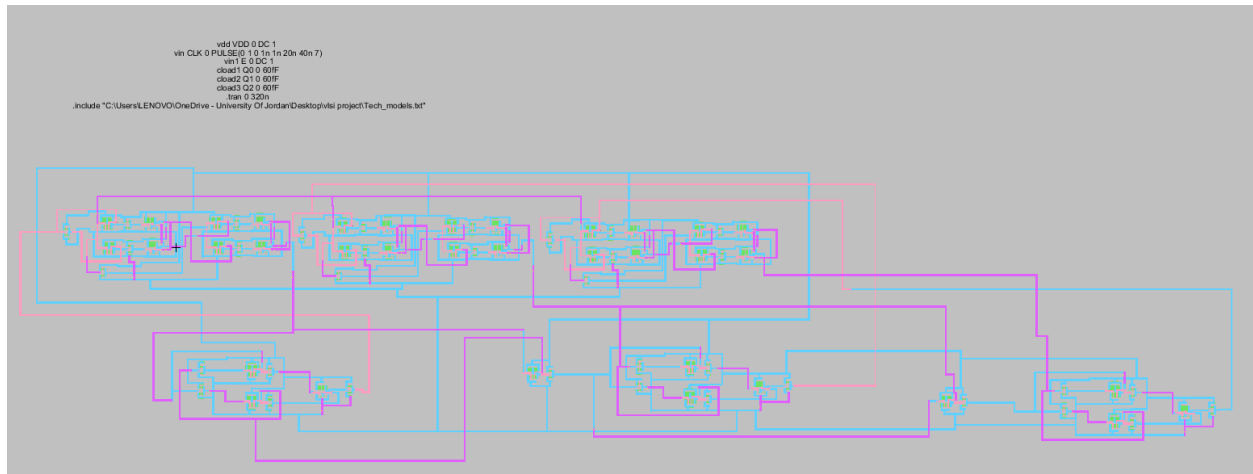 vdd VDD 0 DC 1
vin CLK 0 PULSE(0 1 0 1n 1n 20n 40n 7)
vin1 E 0 DC 1
cload1 Q0 0 60fF
cload2 Q1 0 60fF
cload3 Q2 0 60fF
.tran 0 320n
.include "C:\Users\LENOVO\OneDrive - University Of Jordan\Desktop\vlsi project\Tech_models.txt"